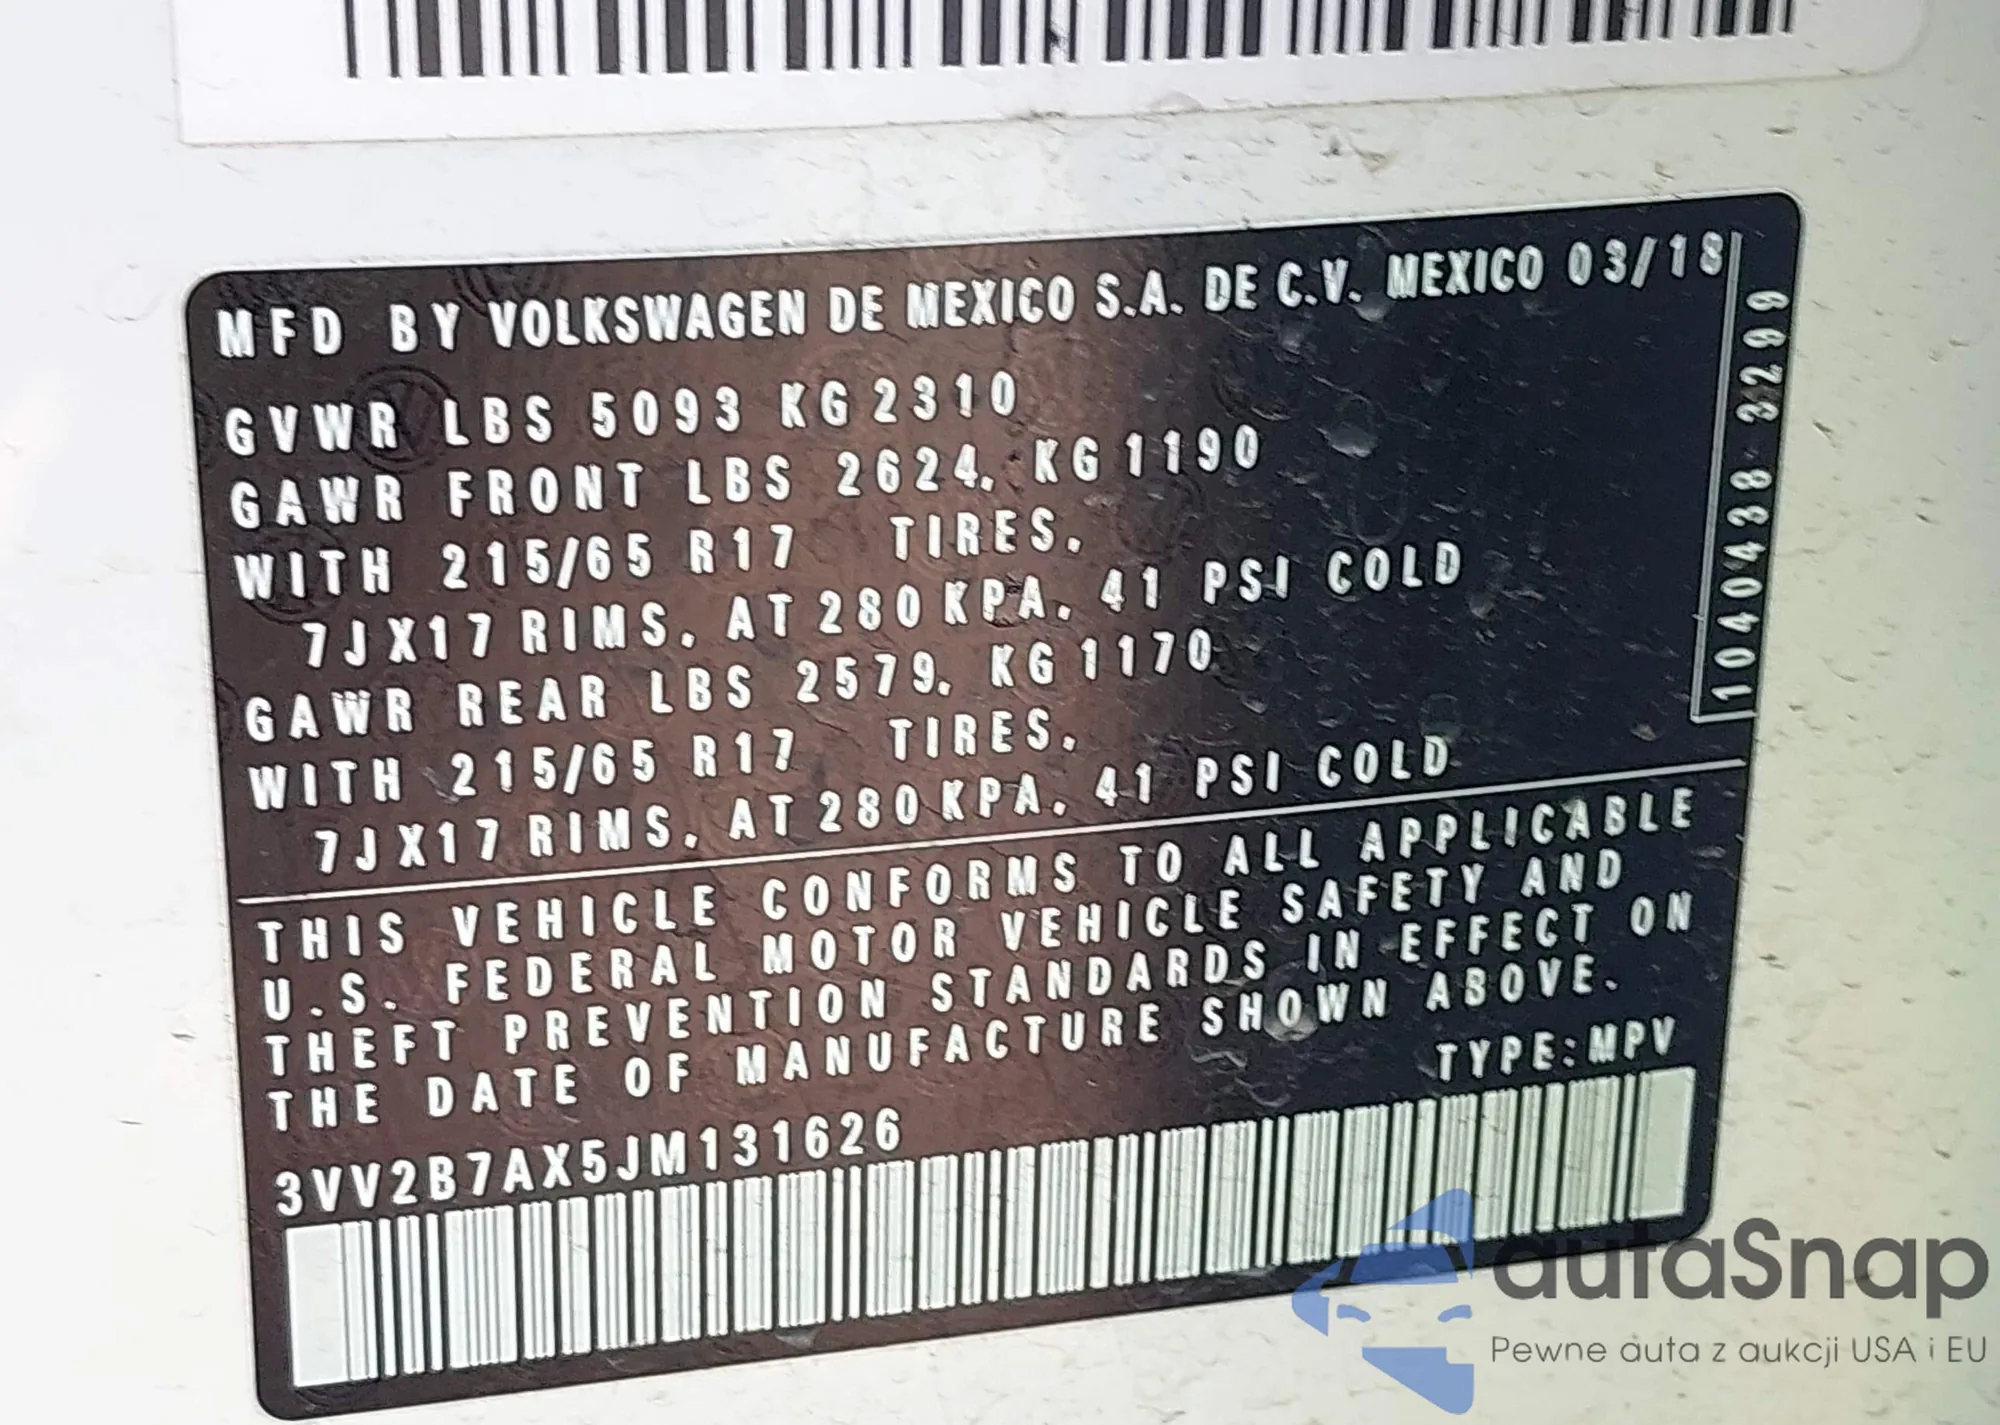 MFD BY VOLKSWAGEN DE MEXICO S.A. DE C.V. MEXICO 03/18
GVWR LBS 5093 KG 2310
GAWR FRONT LBS 2624. KG 1190
WITH 215/65 R17 TIRES.
7JX17 RIMS. AT 280 KPA. 41 PSI COLD
GAWR REAR LBS 2579. KG 1170
WITH 215/65 R17 TIRES.
7JX17 RIMS. AT 280 KPA. 41 PSI COLD
1040438 3299
THIS VEHICLE CONFORMS TO ALL APPLICABLE
U.S. FEDERAL MOTOR VEHICLE SAFETY AND
THEFT PREVENTION STANDARDS IN EFFECT ON
THE DATE OF MANUFACTURE SHOWN ABOVE.
TYPE:MPV
3VV2B7AX5JM131626
autaSnap
Pewne auta z aukcji USA i EU